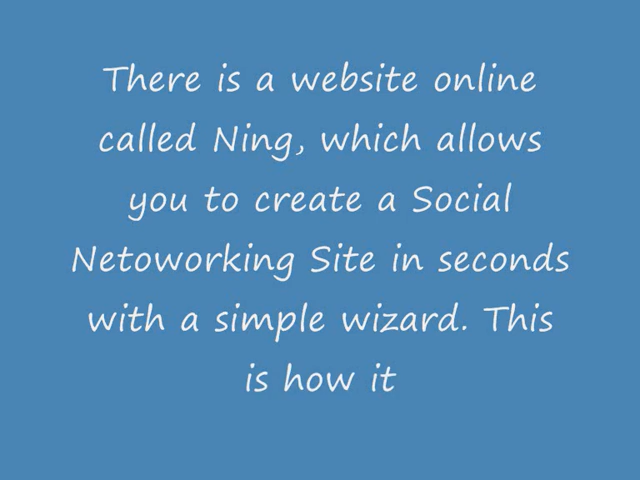 There is a website online
called Ning, which allows
you to create a Social
Netoworking Site in seconds
with a simple wizard. This
is how it